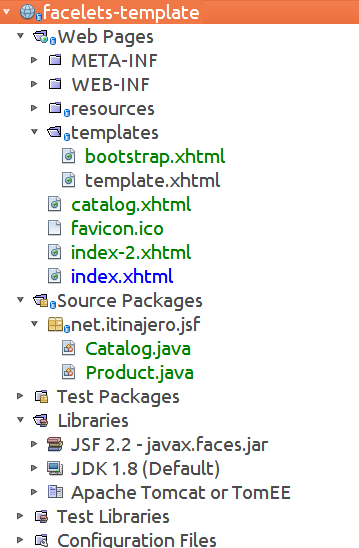 facelets-template
Web Pages
META-INF
WEB-INF
resources
templates
bootstrap.xhtml
template.xhtml
catalog.xhtml
favicon.ico
index-2.xhtml
index.xhtml
Source Packages
net.itinajero.jsf
Catalog.java
Product.java
Test Packages
Libraries
JSF 2.2 - javax.faces.jar
JDK 1.8 (Default)
Apache Tomcat or TomEE
Test Libraries
Configuration Files